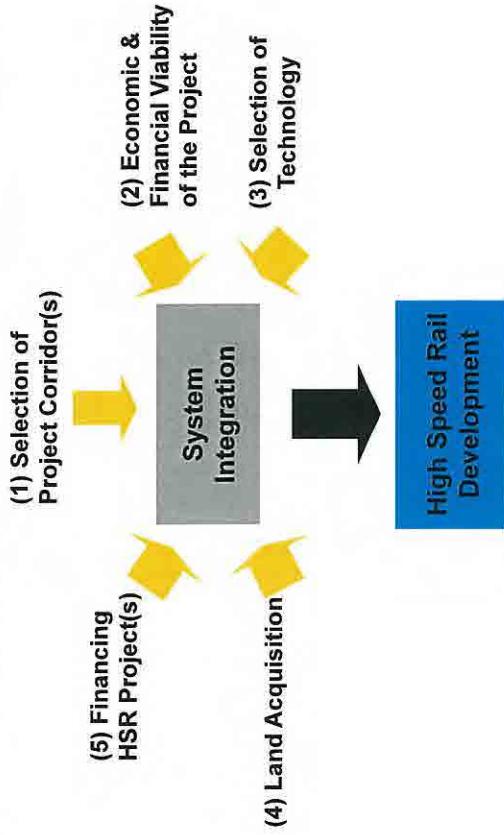 (1) Selection of
Project Corridor(s)
(2) Economic &
Financial Viability
of the Project
(3) Selection of
Technology
(4) Land Acquisition
(5) Financing
HSR Project(s)
System
Integration
High Speed Rail
Development